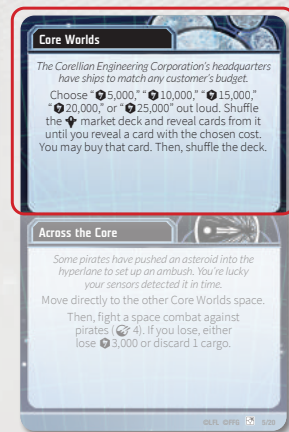 Core Worlds
The Corellian Engineering Corporation’s headquarters
have ships to match any customer’s budget.
Choose “5,000,” “10,000,” “15,000,”
“20,000,” or “25,000” out loud. Shuffle
the market deck and reveal cards from it
until you reveal a card with the chosen cost.
You may buy that card. Then, shuffle the deck.
Across the Core
Some pirates have pushed an asteroid into the
hyperlane to set up an ambush. You’re lucky
your sensors detected it in time.
Move directly to the other Core Worlds space.
Then, fight a space combat against
pirates (4). If you lose, either
lose 3,000 or discard 1 cargo.
©LFL ©FFG 5/20